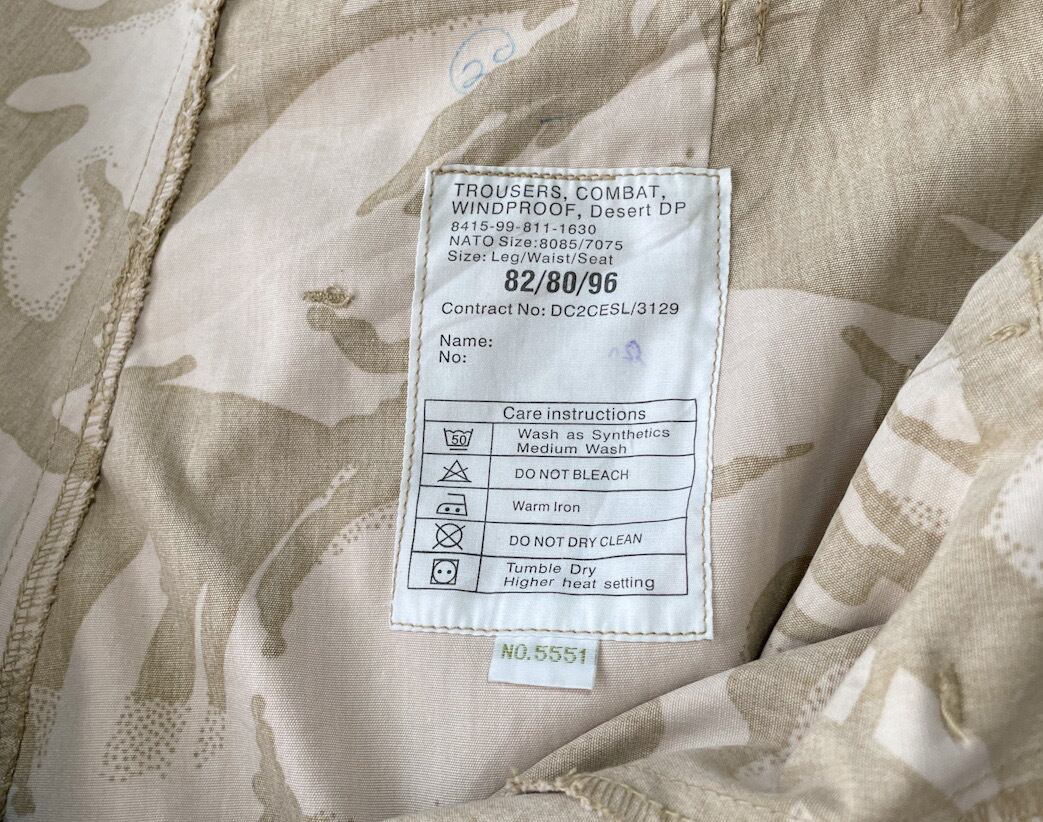 20
TROUSERS, COMBAT,
WINDPROOF, Desert DP
8415-99-811-1630
NATO Size:8085/7075
Size: Leg/Waist/Seat
82/80/96
Contract No: DC2CESL/3129
Name:
No:
Care instructions
50
Wash as Synthetics
Medium Wash
DO NOT BLEACH
Warm Iron
DO NOT DRY CLEAN
Tumble Dry
Higher heat setting
NO.5551